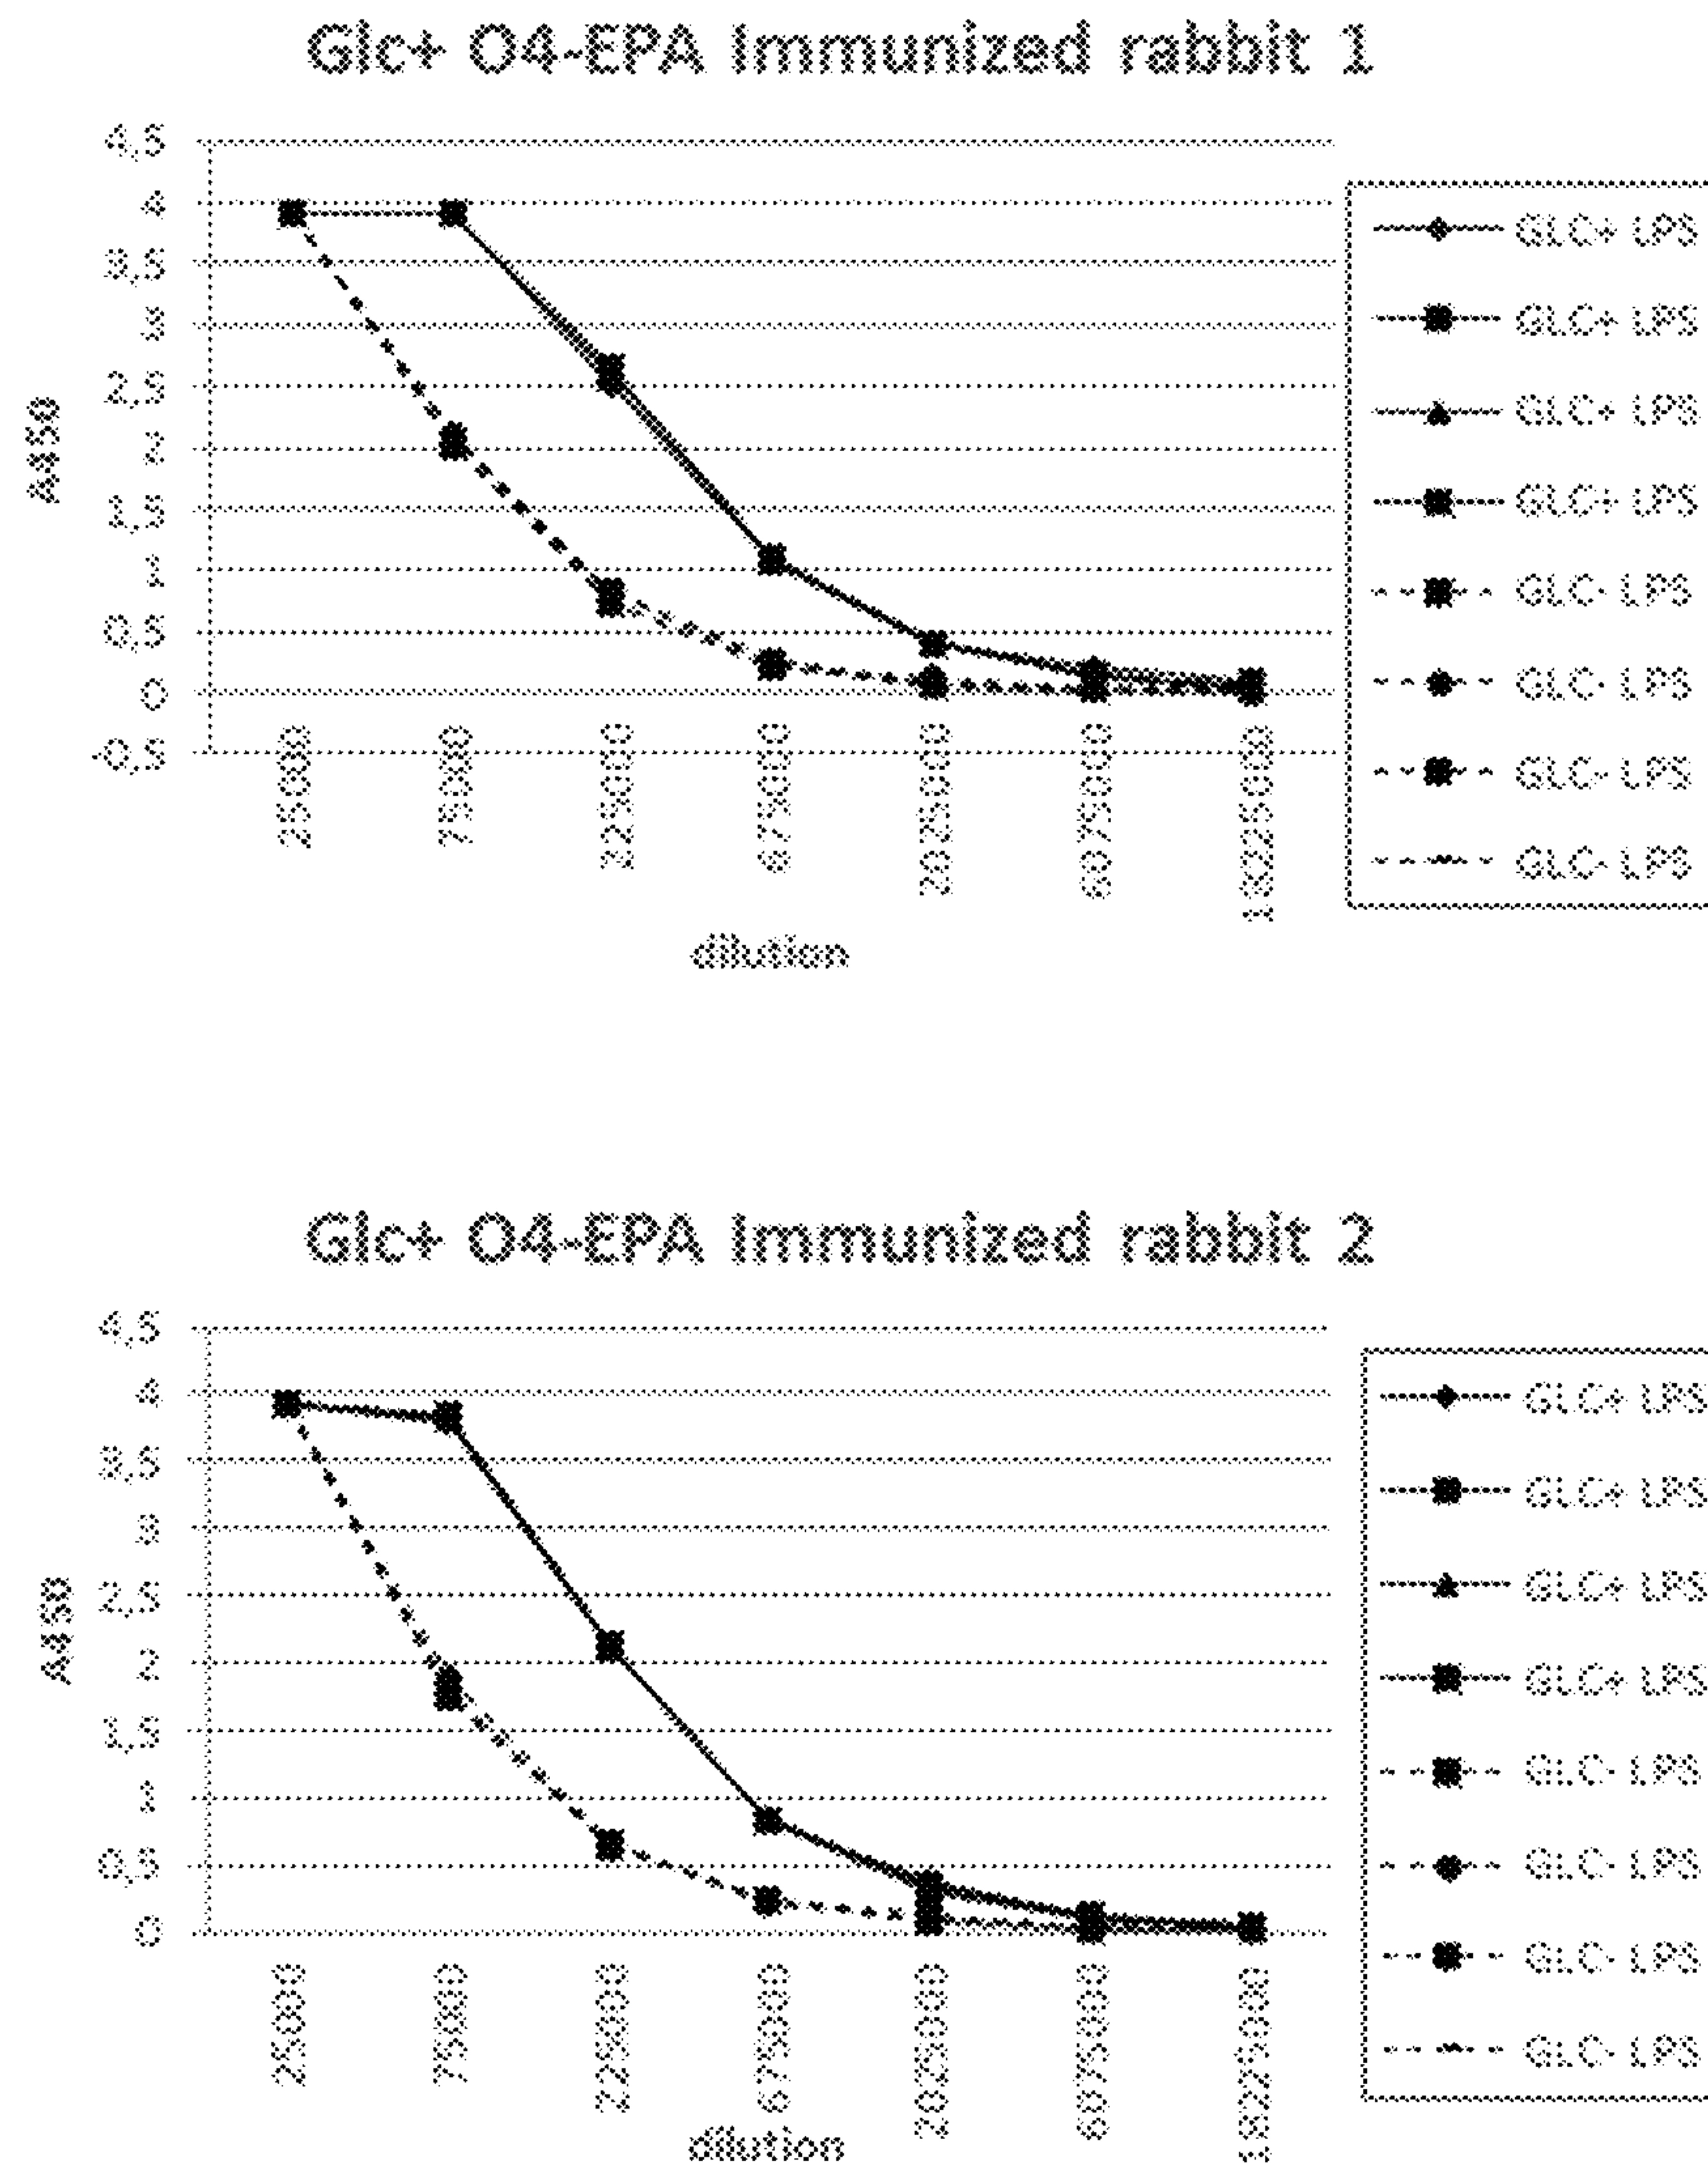 Glc+ O4-EPA Immunized rabbit 1
4,5
4
3,5
3
2,5
2
1,5
1
0,5
0
-0,5
A450
25000
75000
225000
675000
2025000
6075000
18225000
dilution
GLC+ LPS
GLC+ LPS
GLC+ LPS
GLC+ LPS
GLC- LPS
GLC- LPS
GLC- LPS
GLC- LPS
Glc+ O4-EPA Immunized rabbit 2
4,5
4
3,5
3
2,5
2
1,5
1
0,5
0
A450
25000
75000
225000
675000
2025000
6075000
18225000
dilution
GLC+ LPS
GLC+ LPS
GLC+ LPS
GLC+ LPS
GLC- LPS
GLC- LPS
GLC- LPS
GLC- LPS